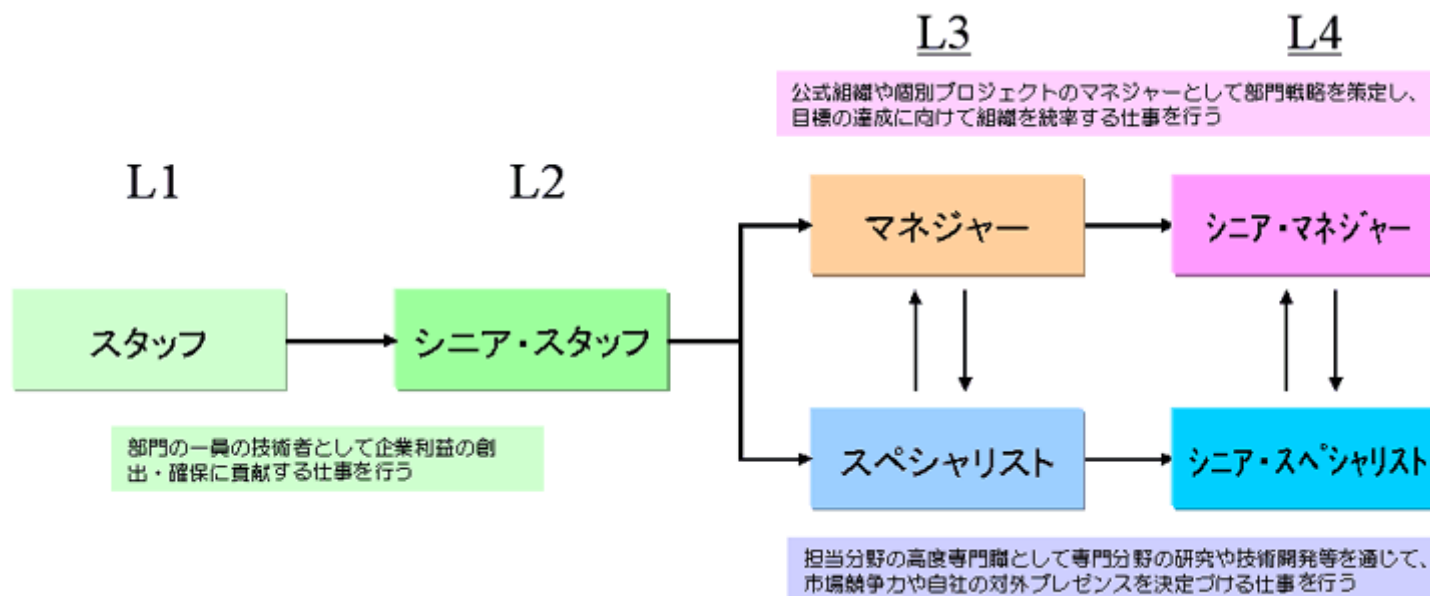 L3
L4
公式組織や個別プロジェクトのマネジャーとして部門戦略を策定し、
目標の達成に向けて組織を統率する仕事を行う
L1
L2
マネジャー
シニア・マネジャー
スタッフ
シニア・スタッフ
部門の一員の技術者として企業利益の創
出・確保に貢献する仕事を行う
スペシャリスト
シニア・スペシャリスト
担当分野の高度専門職として専門分野の研究や技術開発等を通じて、
市場競争力や自社の対外プレゼンスを決定づける仕事を行う